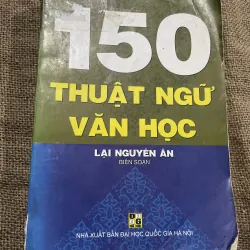 150
THUẬT NGỮ
VĂN HỌC
LẠI NGUYÊN ÂN
BIÊN SOẠN
NHÀ XUẤT BẢN ĐẠI HỌC QUỐC GIA HÀ NỘI